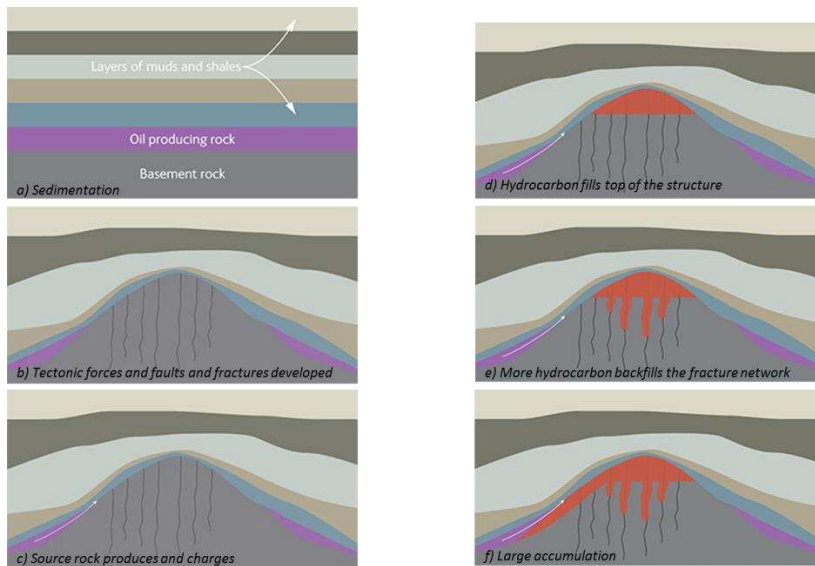 Layers of muds and shales
Oil producing rock
Basement rock
a) Sedimentation
b) Tectonic forces and faults and fractures developed
c) Source rock produces and charges
d) Hydrocarbon fills top of the structure
e) More hydrocarbon backfills the fracture network
f) Large accumulation